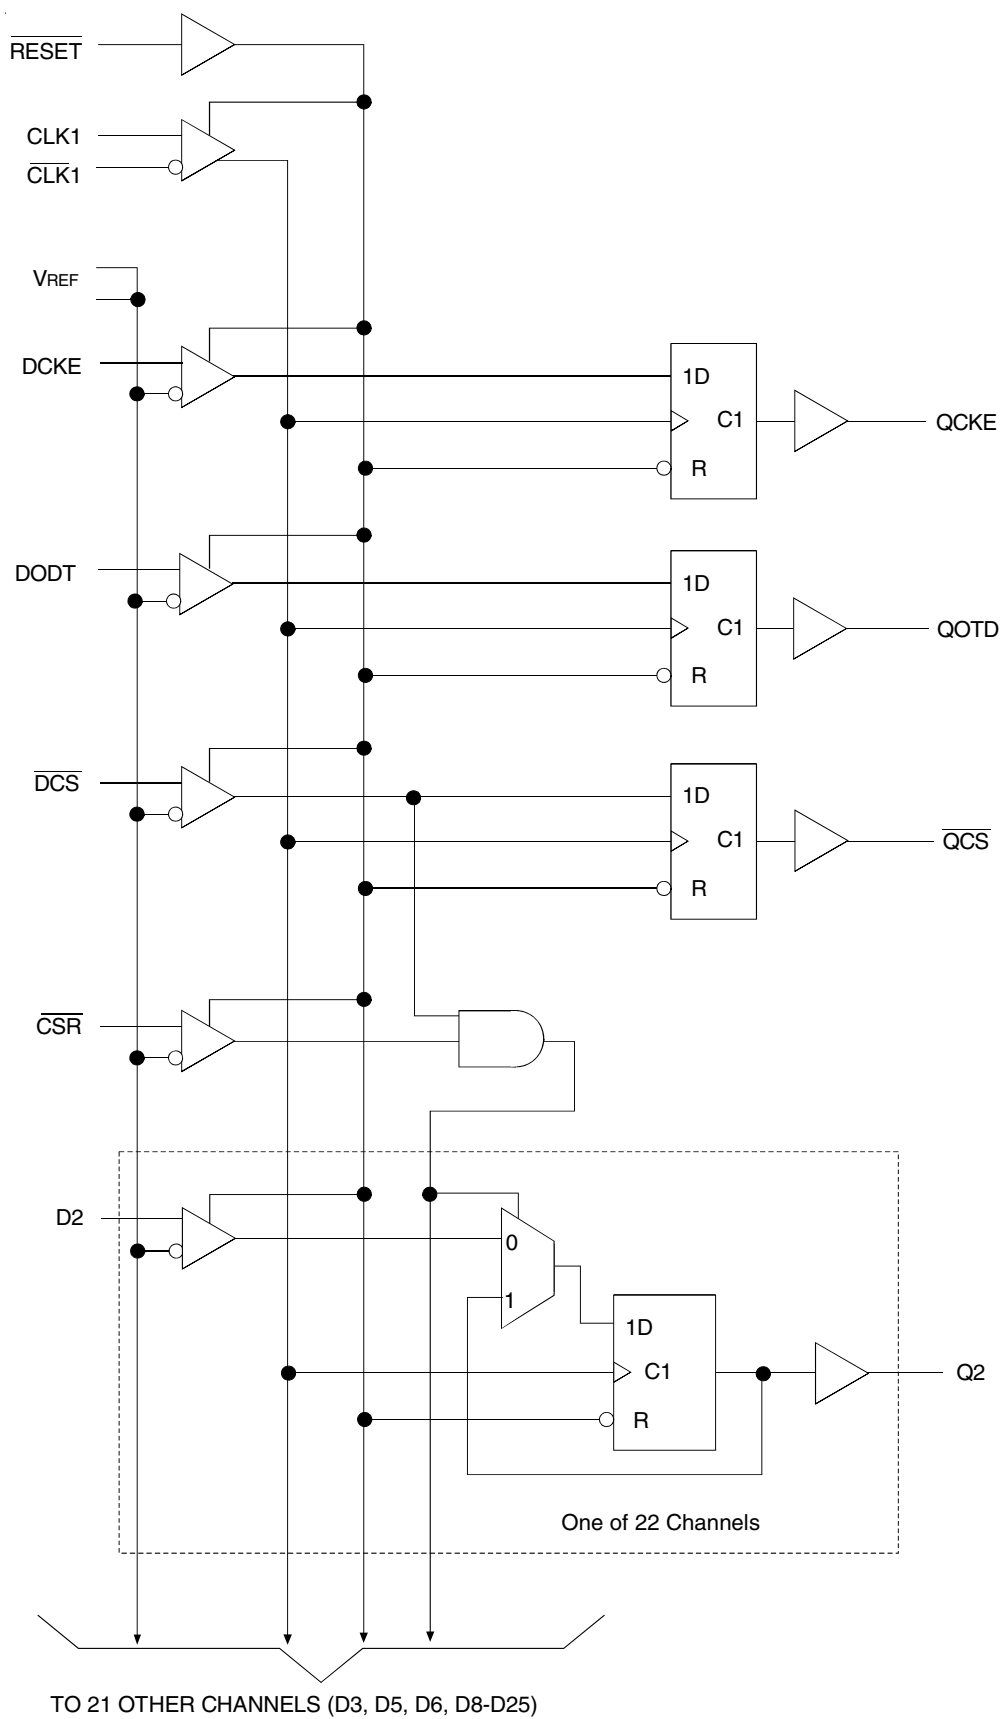 RESET
CLK1
CLK1
VREF
DCKE
1D
C1
QCKE
R
DODT
1D
C1
QOTD
R
DCS
1D
C1
QCS
R
CSR
D2
0
1
1D
C1
Q2
R
One of 22 Channels
TO 21 OTHER CHANNELS (D3, D5, D6, D8-D25)